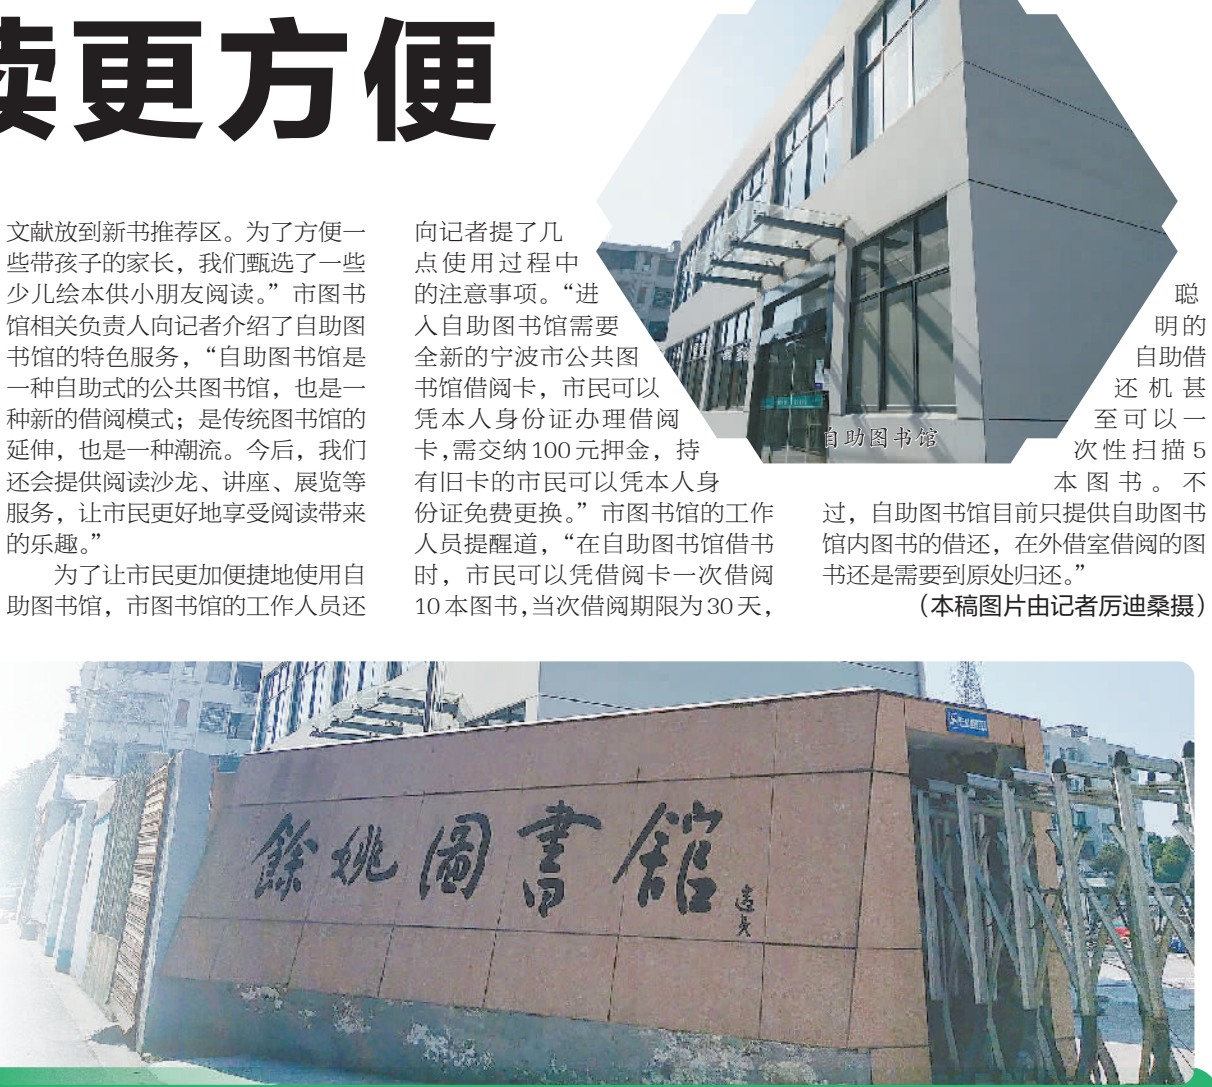 读更方便
文献放到新书推荐区。为了方便一
些带孩子的家长，我们甄选了一些
少儿绘本供小朋友阅读。”市图书
馆相关负责人向记者介绍了自助图
书馆的特色服务，“自助图书馆是
一种自助式的公共图书馆，也是一
种新的借阅模式；是传统图书馆的
延伸，也是一种潮流。今后，我们
还会提供阅读沙龙、讲座、展览等
服务，让市民更好地享受阅读带来
的乐趣。”
为了让市民更加便捷地使用自
助图书馆，市图书馆的工作人员还
向记者提了几
点使用过程中
的注意事项。“进
入自助图书馆需要
全新的宁波市公共图
书馆借阅卡，市民可以
凭本人身份证办理借阅
卡，需交纳100元押金，持
有旧卡的市民可以凭本人身
份证免费更换。”市图书馆的工作
人员提醒道，“在自助图书馆借书
时，市民可以凭借阅卡一次借阅
10本图书，当次借阅期限为30天，
聪
明的
自助借
还机甚
至可以一
次性扫描5
本图书。不
过，自助图书馆目前只提供自助图书
馆内图书的借还，在外借室借阅的图
书还是需要到原处归还。”
（本稿图片由记者厉迪桑摄）
自助图书馆
餘姚圖書館